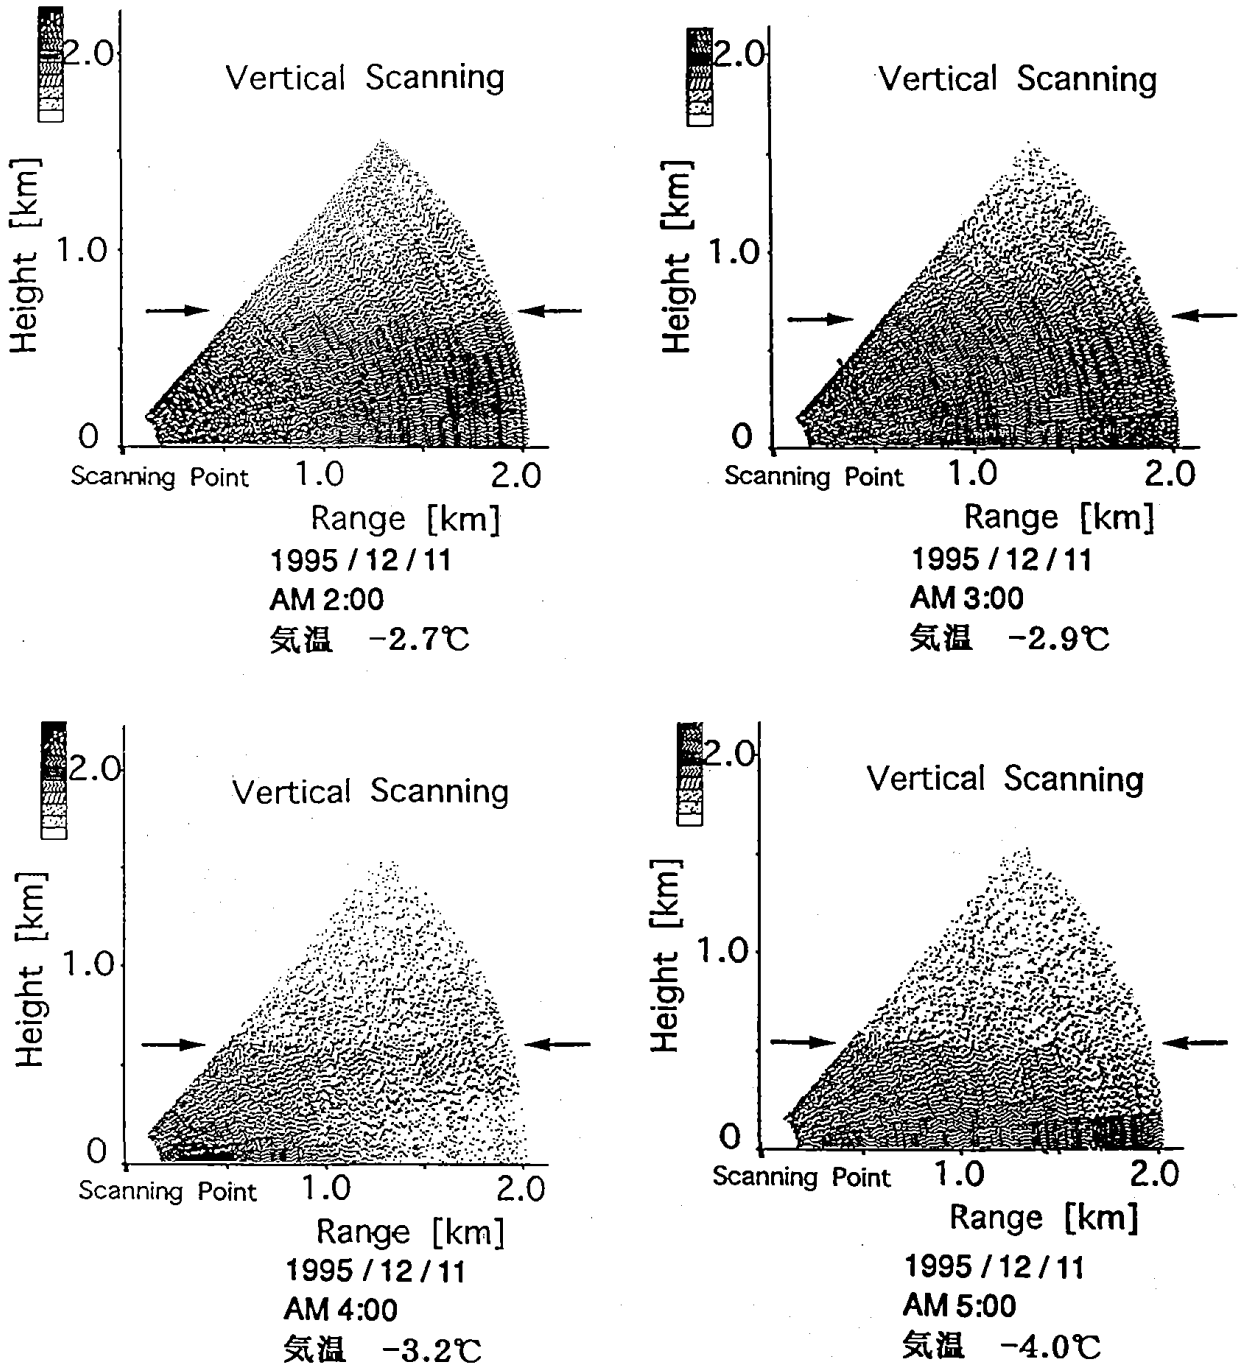 2.0
Vertical Scanning
Height [km]
1.0
0
Scanning Point 1.0 2.0
Range [km]
1995 / 12 / 11
AM 2:00
気温 -2.7℃
2.0
Vertical Scanning
Height [km]
1.0
0
Scanning Point 1.0 2.0
Range [km]
1995 / 12 / 11
AM 3:00
気温 -2.9℃
2.0
Vertical Scanning
Height [km]
1.0
0
Scanning Point 1.0 2.0
Range [km]
1995 / 12 / 11
AM 4:00
気温 -3.2℃
2.0
Vertical Scanning
Height [km]
1.0
0
Scanning Point 1.0 2.0
Range [km]
1995 / 12 / 11
AM 5:00
気温 -4.0℃